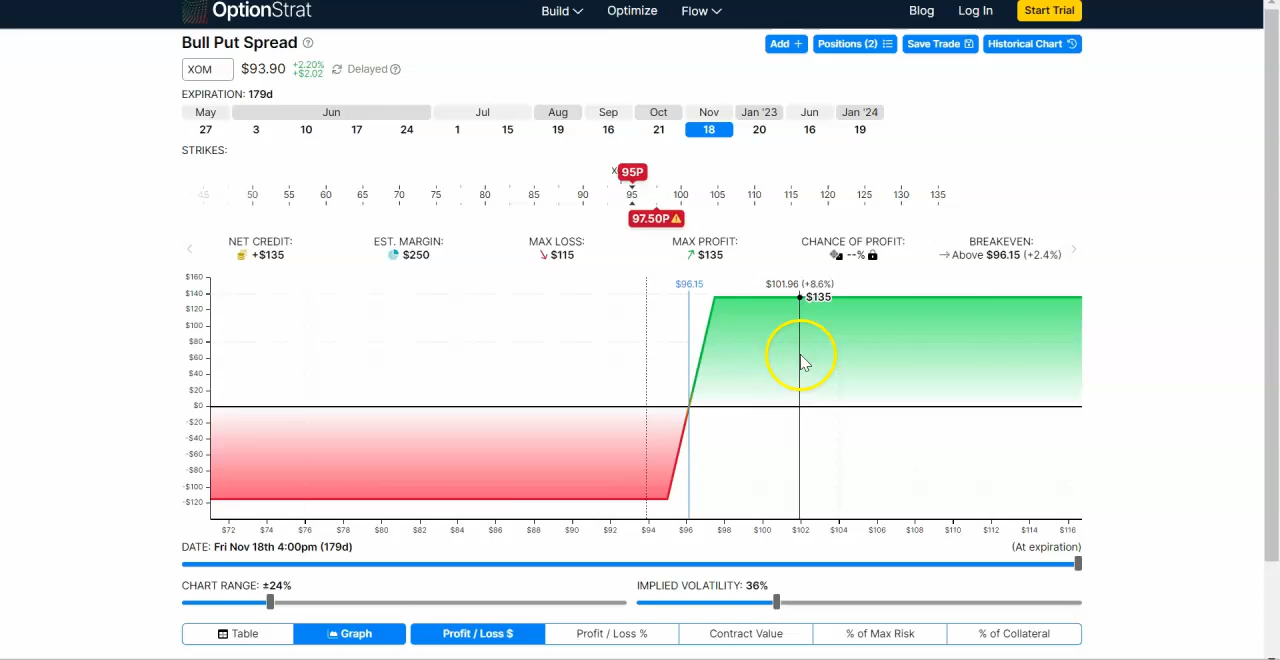 OptionStrat Build Optimize Flow Blog Log In Start Trial
Bull Put Spread Add + Positions (2) Save Trade Historical Chart
XOM $93.90 +2.20% +$2.02 Delayed
EXPIRATION: 179d
May Jun Jul Aug Sep Oct Nov Jan '23 Jun Jan '24
27 3 10 17 24 1 15 19 16 21 18 20 16 19
STRIKES:
95P
45 50 55 60 65 70 75 80 85 90 95 100 105 110 115 120 125 130 135
97.50P
NET CREDIT: EST. MARGIN: MAX LOSS: MAX PROFIT: CHANCE OF PROFIT: BREAKEVEN:
+$135 $250 $115 $135 --% Above $96.15 (+2.4%)
$96.15 $101.96 (+8.6%)
$135
$160
$140
$120
$100
$80
$60
$40
$20
$0
-$20
-$40
-$60
-$80
-$100
-$120
$72 $74 $76 $78 $80 $82 $84 $86 $88 $90 $92 $94 $96 $98 $100 $102 $104 $106 $108 $110 $112 $114 $116
DATE: Fri Nov 18th 4:00pm (179d) (At expiration)
CHART RANGE: ±24% IMPLIED VOLATILITY: 36%
Table Graph Profit / Loss $ Profit / Loss % Contract Value % of Max Risk % of Collateral